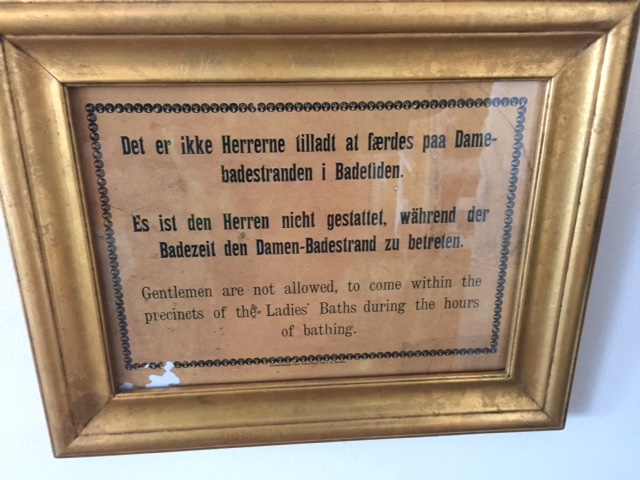 Det er ikke Herrerne tilladt at færdes paa Dame-
badestranden i Badetiden.
Es ist den Herren nicht gestattet, während der
Badezeit den Damen-Badestrand zu betreten.
Gentlemen are not allowed, to come within the
precincts of the Ladies' Baths during the hours
of bathing.